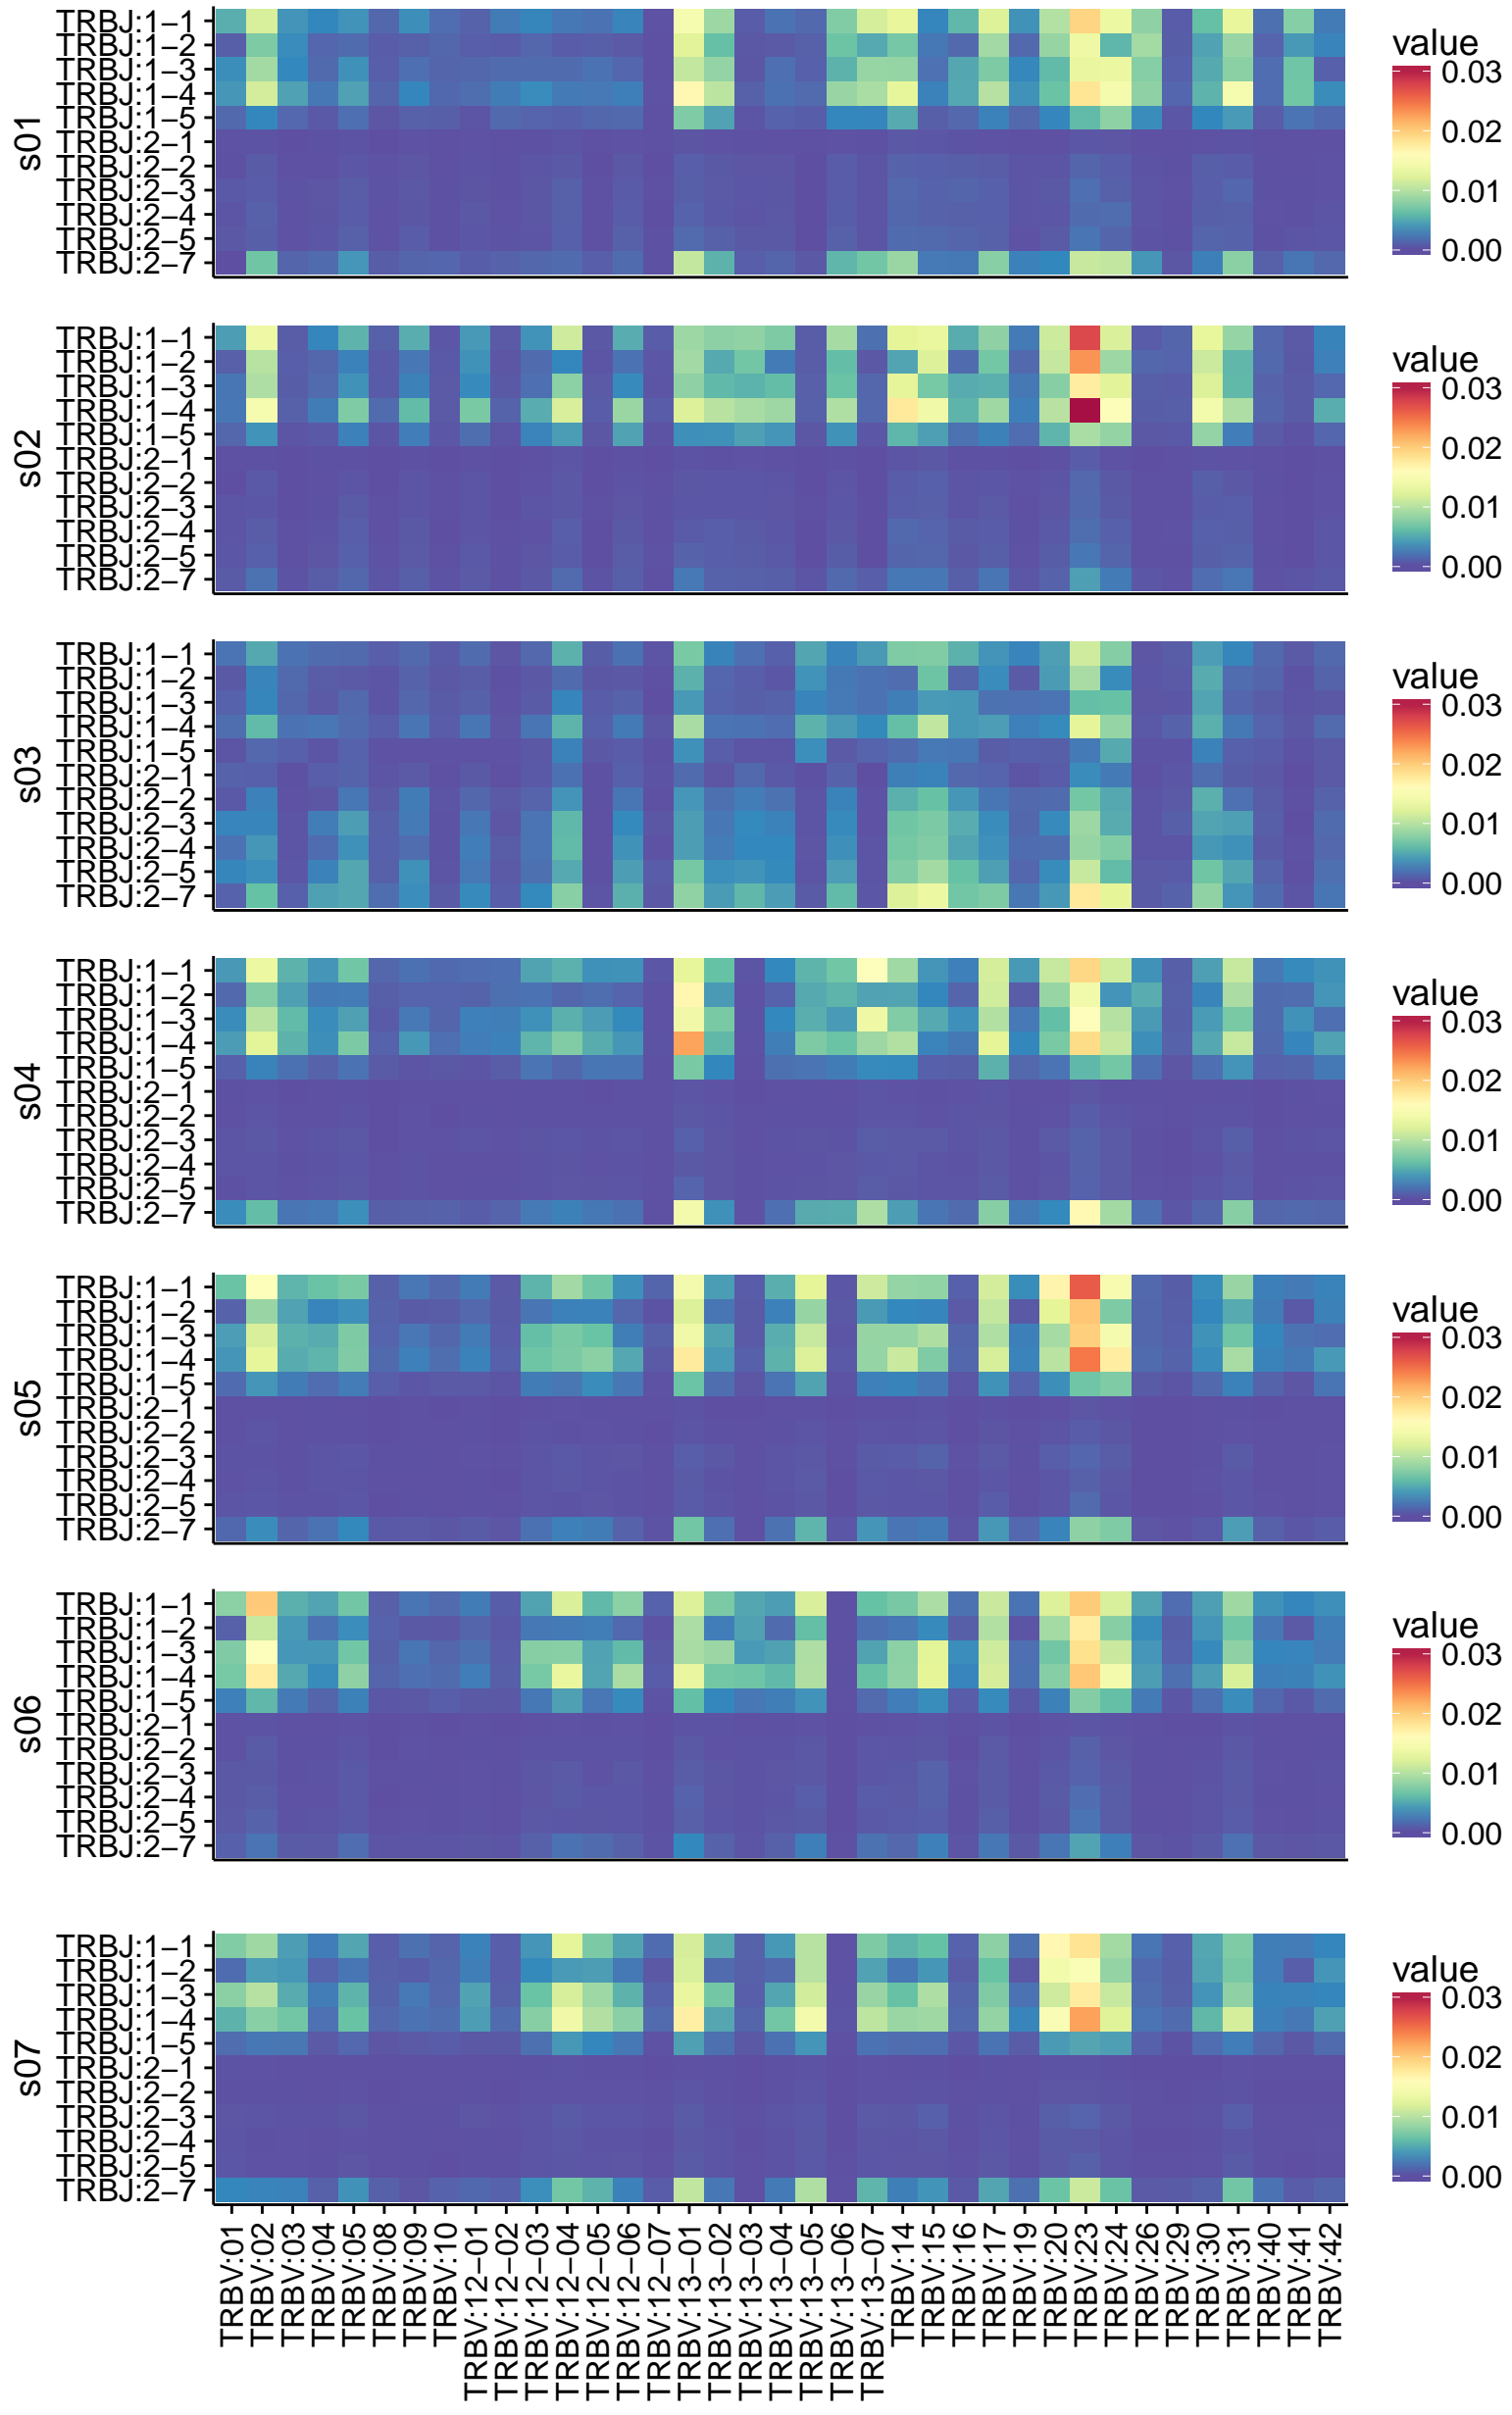 s01
TRBJ:1−1
TRBJ:1−2
TRBJ:1−3
TRBJ:1−4
TRBJ:1−5
TRBJ:2−1
TRBJ:2−2
TRBJ:2−3
TRBJ:2−4
TRBJ:2−5
TRBJ:2−7
value
0.03
0.02
0.01
0.00
s02
TRBJ:1−1
TRBJ:1−2
TRBJ:1−3
TRBJ:1−4
TRBJ:1−5
TRBJ:2−1
TRBJ:2−2
TRBJ:2−3
TRBJ:2−4
TRBJ:2−5
TRBJ:2−7
value
0.03
0.02
0.01
0.00
s03
TRBJ:1−1
TRBJ:1−2
TRBJ:1−3
TRBJ:1−4
TRBJ:1−5
TRBJ:2−1
TRBJ:2−2
TRBJ:2−3
TRBJ:2−4
TRBJ:2−5
TRBJ:2−7
value
0.03
0.02
0.01
0.00
s04
TRBJ:1−1
TRBJ:1−2
TRBJ:1−3
TRBJ:1−4
TRBJ:1−5
TRBJ:2−1
TRBJ:2−2
TRBJ:2−3
TRBJ:2−4
TRBJ:2−5
TRBJ:2−7
value
0.03
0.02
0.01
0.00
s05
TRBJ:1−1
TRBJ:1−2
TRBJ:1−3
TRBJ:1−4
TRBJ:1−5
TRBJ:2−1
TRBJ:2−2
TRBJ:2−3
TRBJ:2−4
TRBJ:2−5
TRBJ:2−7
value
0.03
0.02
0.01
0.00
s06
TRBJ:1−1
TRBJ:1−2
TRBJ:1−3
TRBJ:1−4
TRBJ:1−5
TRBJ:2−1
TRBJ:2−2
TRBJ:2−3
TRBJ:2−4
TRBJ:2−5
TRBJ:2−7
value
0.03
0.02
0.01
0.00
s07
TRBJ:1−1
TRBJ:1−2
TRBJ:1−3
TRBJ:1−4
TRBJ:1−5
TRBJ:2−1
TRBJ:2−2
TRBJ:2−3
TRBJ:2−4
TRBJ:2−5
TRBJ:2−7
value
0.03
0.02
0.01
0.00
TRBV:01
TRBV:02
TRBV:03
TRBV:04
TRBV:05
TRBV:08
TRBV:09
TRBV:10
TRBV:12−01
TRBV:12−02
TRBV:12−03
TRBV:12−04
TRBV:12−05
TRBV:12−06
TRBV:12−07
TRBV:13−01
TRBV:13−02
TRBV:13−03
TRBV:13−04
TRBV:13−05
TRBV:13−06
TRBV:13−07
TRBV:14
TRBV:15
TRBV:16
TRBV:17
TRBV:19
TRBV:20
TRBV:23
TRBV:24
TRBV:26
TRBV:29
TRBV:30
TRBV:31
TRBV:40
TRBV:41
TRBV:42